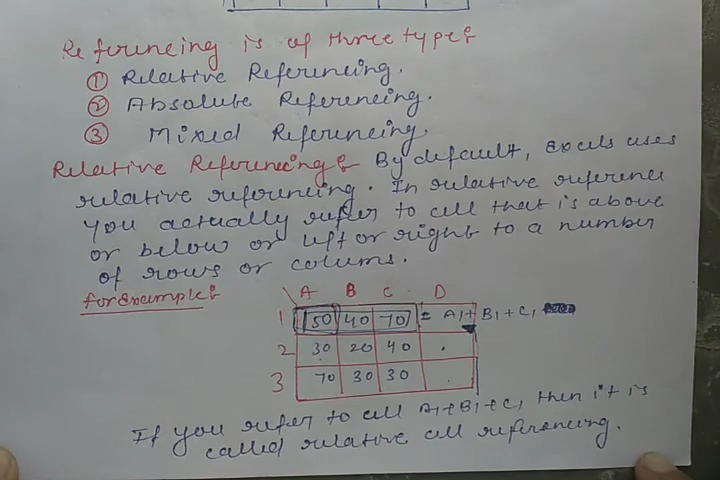 Referencing is of three types
① Relative Referencing.
② Absolute Referencing.
③ Mixed Referencing.
Relative Referencing: By default, Excels uses
relative referencing. In relative reference
you actually refer to cell that is above
or below or left or right to a number
of rows or colums.
for Example:
A B C D
1 50 40 70 = A1+B1+C1
2 30 20 40 .
3 70 30 30 .
If you refer to cell A1+B1+C1 then it is
called relative cell referencing.